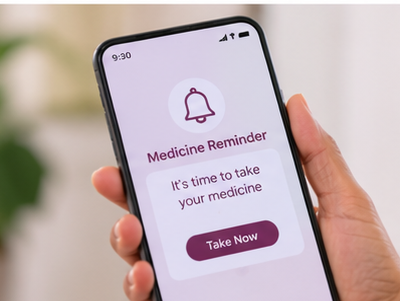 9:30
Medicine Reminder
It's time to take
your medicine
Take Now